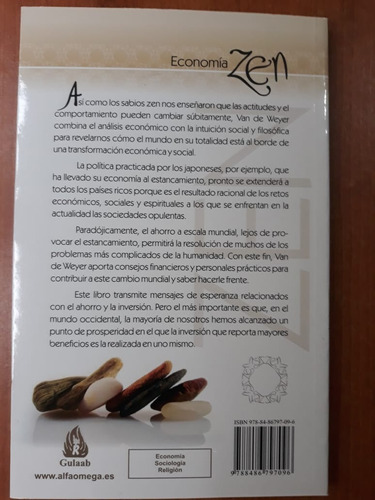 Economía Zen
Así como los sabios zen nos enseñaron que las actitudes y el
comportamiento pueden cambiar súbitamente, Van de Weyer
combina el análisis económico con la intuición social y filosófica
para revelarnos cómo el mundo en su totalidad está al borde de
una transformación económica y social.
La política practicada por los japoneses, por ejemplo, que
ha llevado su economía al estancamiento, pronto se extenderá a
todos los países ricos porque es el resultado racional de los retos
económicos, sociales y espirituales a los que se enfrentan en la
actualidad las sociedades opulentas.
Paradójicamente, el ahorro a escala mundial, lejos de pro-
vocar el estancamiento, permitirá la resolución de muchos de los
problemas más complicados de la humanidad. Con este fin, Van
de Weyer aporta consejos financieros y personales prácticos para
contribuir a este cambio mundial y saber hacerle frente.
Este libro transmite mensajes de esperanza relacionados
con el ahorro y la inversión. Pero el más importante es que, en
el mundo occidental, la mayoría de nosotros hemos alcanzado un
punto de prosperidad en el que la inversión que reporta mayores
beneficios es la realizada en uno mismo.
ZEN
ISBN 978-84-86797-09-6
9788486797096
Gulaab
www.alfaomega.es
Economía
Sociología
Religión